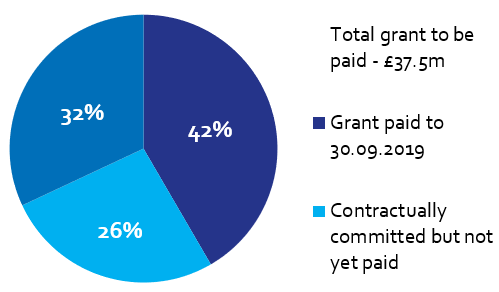 Total grant to be
paid - £37.5m
32%
42%
Grant paid to
30.09.2019
26%
Contractually
committed but not
yet paid